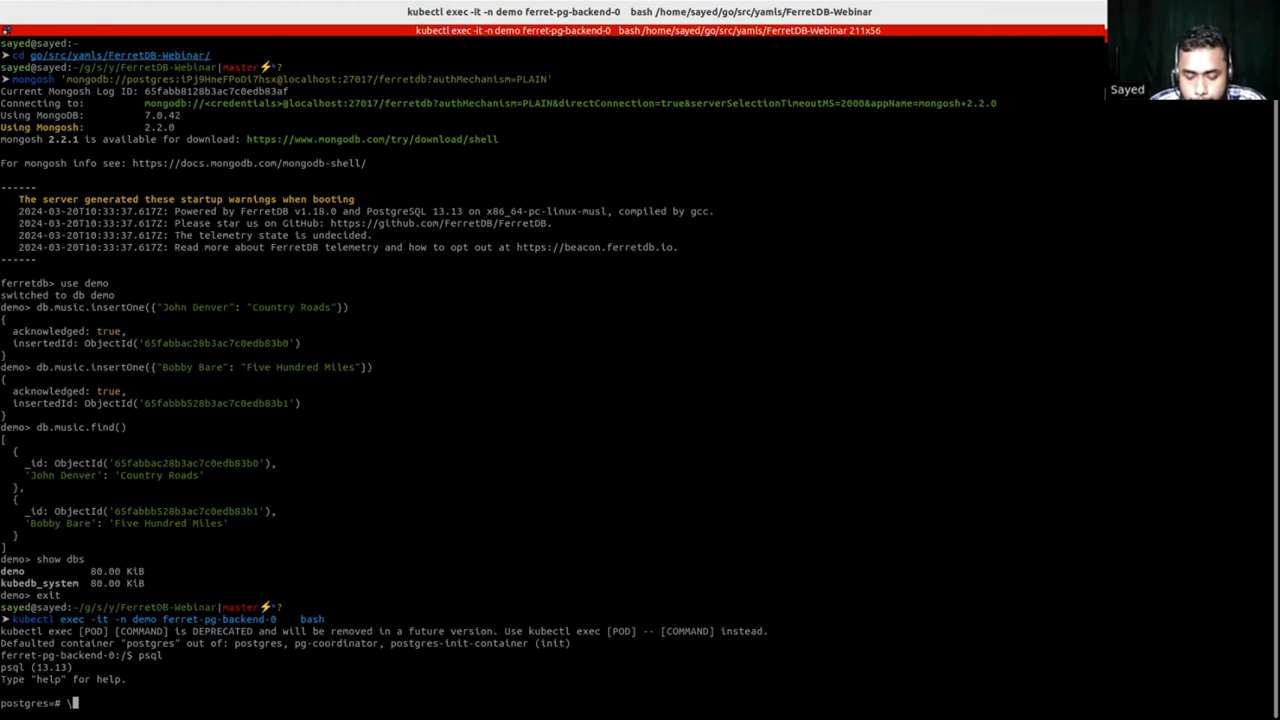 kubectl exec -it -n demo ferret-pg-backend-0   bash /home/sayed/go/src/yamls/FerretDB-Webinar
kubectl exec -it -n demo ferret-pg-backend-0   bash /home/sayed/go/src/yamls/FerretDB-Webinar 211x56
sayed@sayed:~
➤ cd go/src/yamls/FerretDB-Webinar/
sayed@sayed:~/g/s/y/FerretDB-Webinar|master⚡*?
➤ mongosh 'mongodb://postgres:iPj9HneFPoDi7hsx@localhost:27017/ferretdb?authMechanism=PLAIN'
Current Mongosh Log ID: 65fabb8128b3ac7c0edb83af
Connecting to:          mongodb://<credentials>@localhost:27017/ferretdb?authMechanism=PLAIN&directConnection=true&serverSelectionTimeoutMS=2000&appName=mongosh+2.2.0
Using MongoDB:          7.0.42
Using Mongosh:          2.2.0
mongosh 2.2.1 is available for download: https://www.mongodb.com/try/download/shell
For mongosh info see: https://docs.mongodb.com/mongodb-shell/
------
   The server generated these startup warnings when booting
   2024-03-20T10:33:37.617Z: Powered by FerretDB v1.18.0 and PostgreSQL 13.13 on x86_64-pc-linux-musl, compiled by gcc.
   2024-03-20T10:33:37.617Z: Please star us on GitHub: https://github.com/FerretDB/FerretDB.
   2024-03-20T10:33:37.617Z: The telemetry state is undecided.
   2024-03-20T10:33:37.617Z: Read more about FerretDB telemetry and how to opt out at https://beacon.ferretdb.io.
------
ferretdb> use demo
switched to db demo
demo> db.music.insertOne({"John Denver": "Country Roads"})
{
  acknowledged: true,
  insertedId: ObjectId('65fabbac28b3ac7c0edb83b0')
}
demo> db.music.insertOne({"Bobby Bare": "Five Hundred Miles"})
{
  acknowledged: true,
  insertedId: ObjectId('65fabbb528b3ac7c0edb83b1')
}
demo> db.music.find()
[
  {
    _id: ObjectId('65fabbac28b3ac7c0edb83b0'),
    'John Denver': 'Country Roads'
  },
  {
    _id: ObjectId('65fabbb528b3ac7c0edb83b1'),
    'Bobby Bare': 'Five Hundred Miles'
  }
]
demo> show dbs
demo           80.00 KiB
kubedb_system  80.00 KiB
demo> exit
sayed@sayed:~/g/s/y/FerretDB-Webinar|master⚡*?
➤ kubectl exec -it -n demo ferret-pg-backend-0    bash
kubectl exec [POD] [COMMAND] is DEPRECATED and will be removed in a future version. Use kubectl exec [POD] -- [COMMAND] instead.
Defaulted container "postgres" out of: postgres, pg-coordinator, postgres-init-container (init)
ferret-pg-backend-0:/$ psql
psql (13.13)
Type "help" for help.
postgres=# \
Sayed